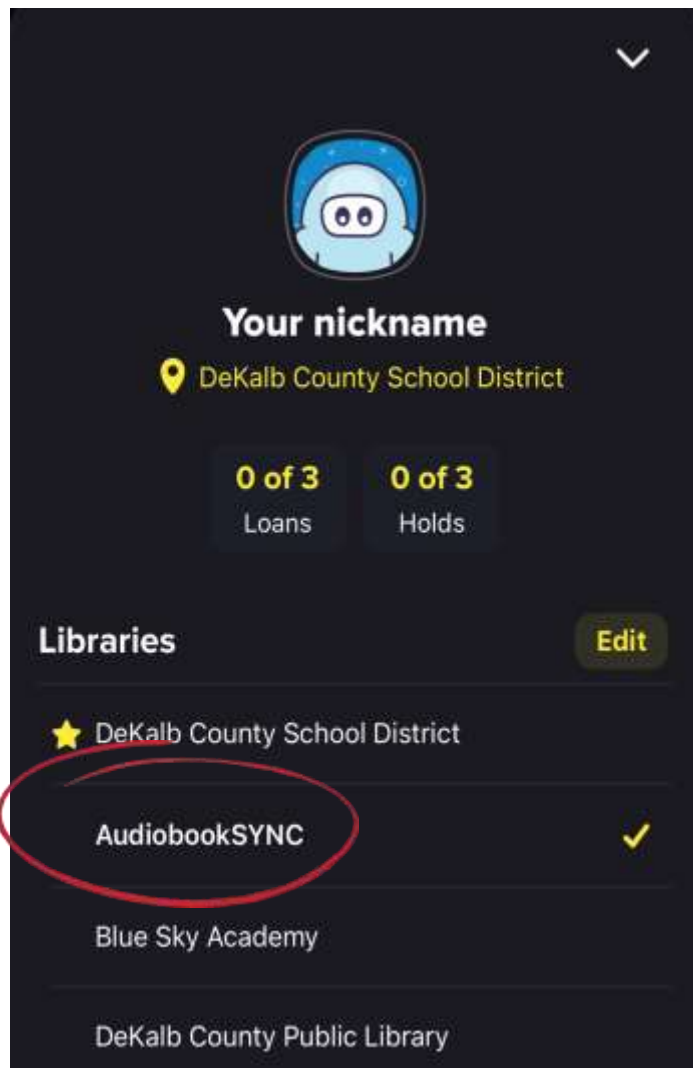 Your nickname
DeKalb County School District
0 of 3 0 of 3
Loans Holds
Libraries Edit
DeKalb County School District
AudiobookSYNC
Blue Sky Academy
DeKalb County Public Library